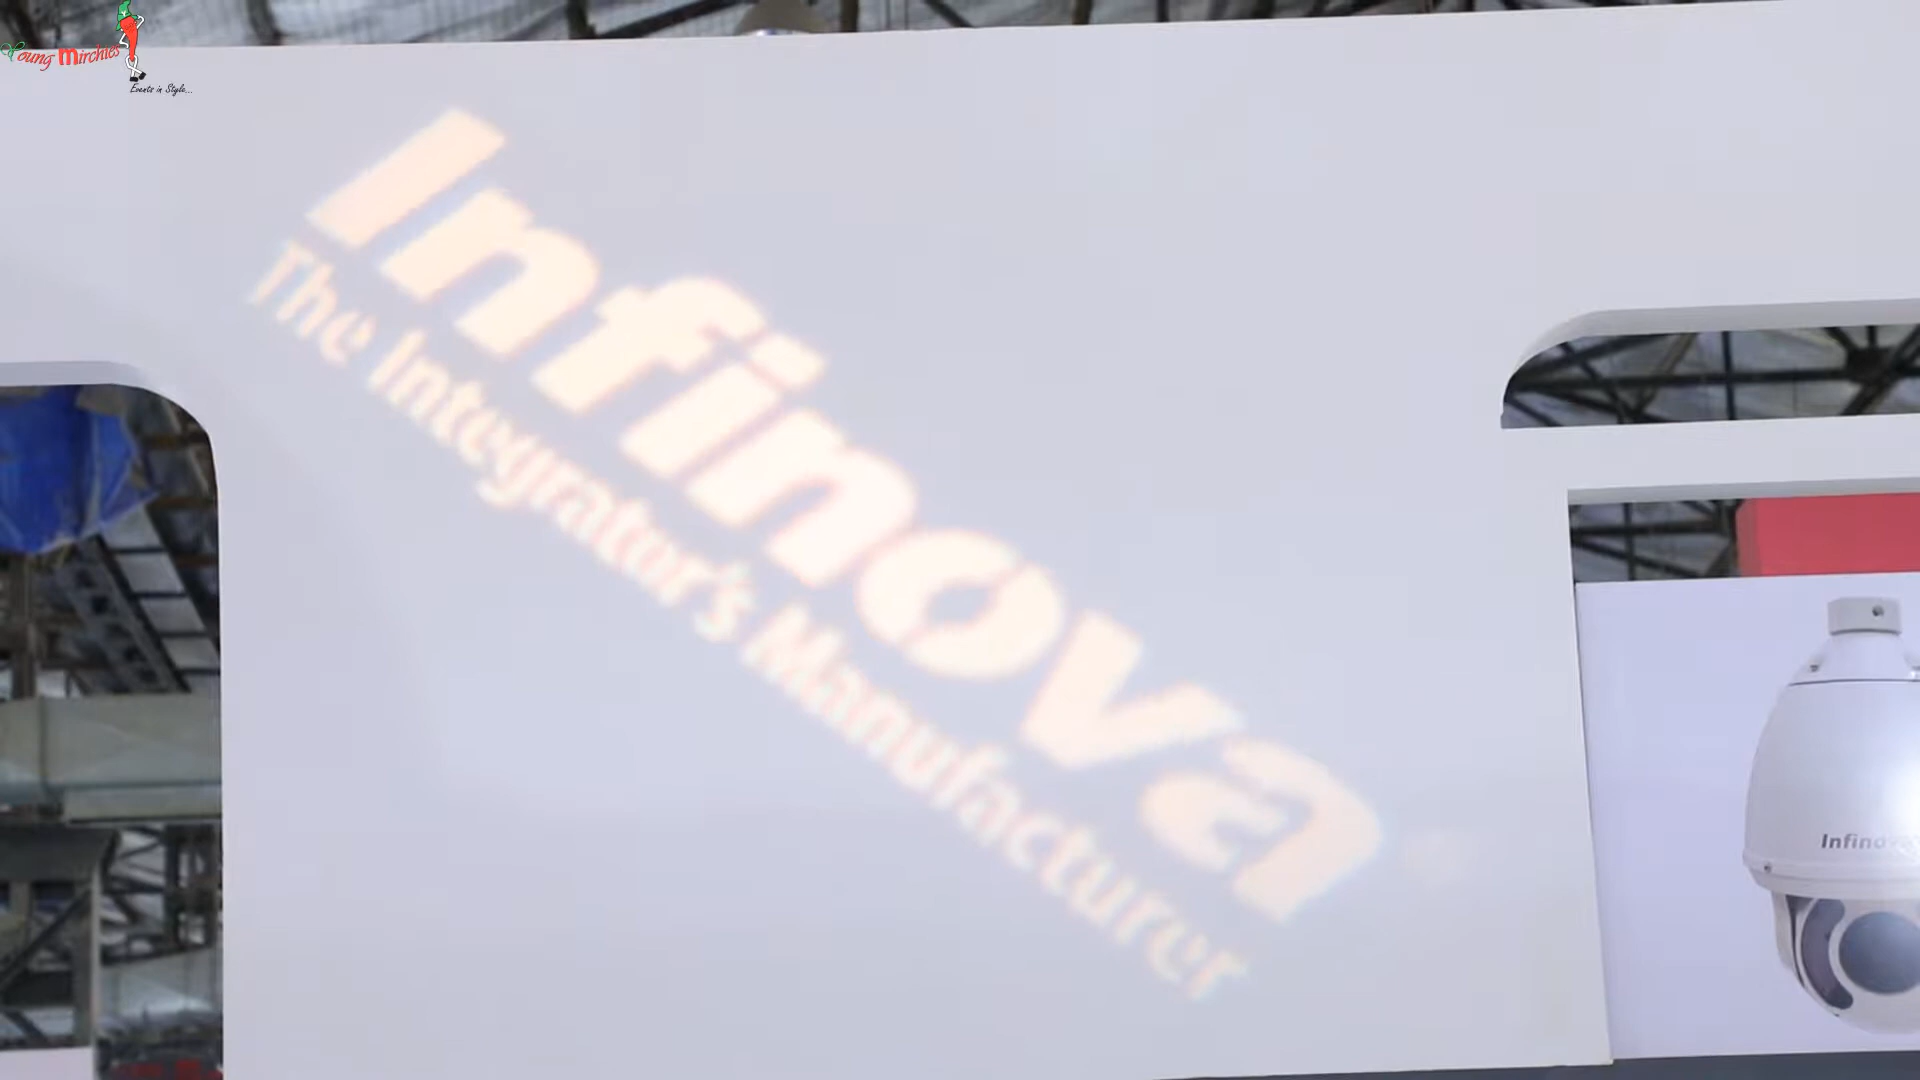 Young Mirchies
Events in Style...
Infinova
The Integrator's Manufacturer
Infinova